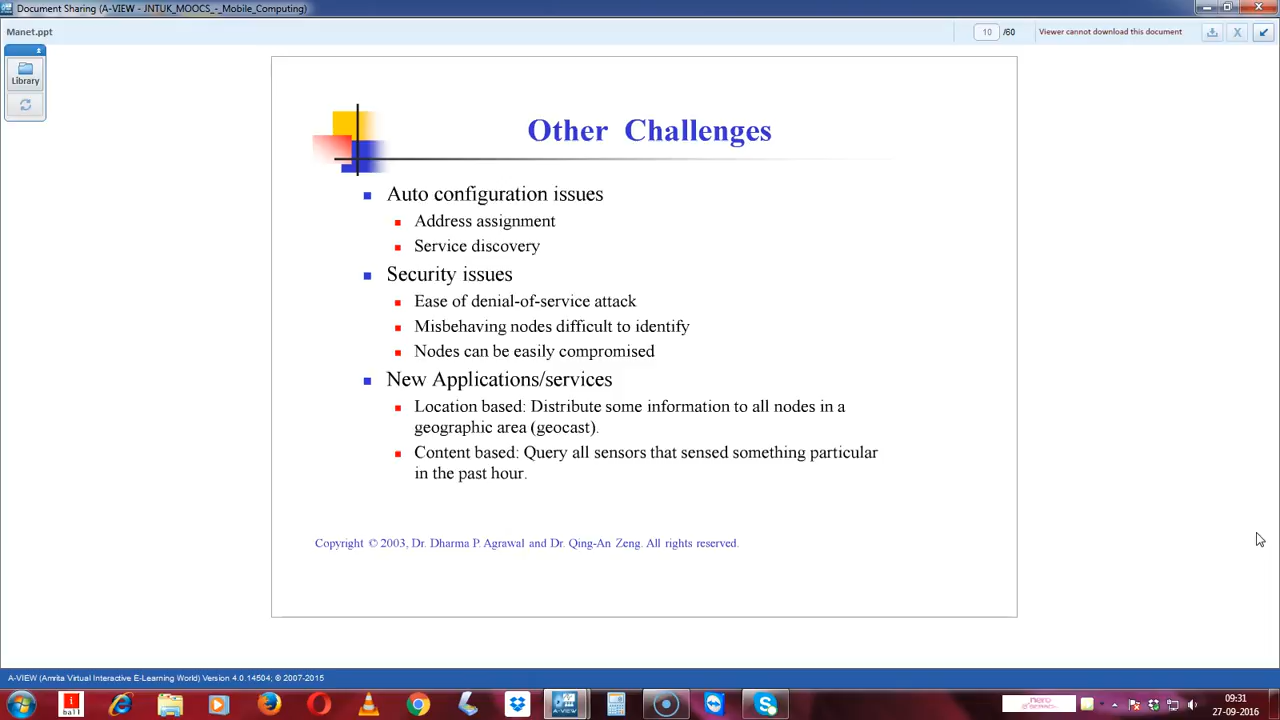 Document Sharing (A-VIEW - JNTUK_MOOCS_-_Mobile_Computing)
Manet.ppt
10 /60
Viewer cannot download this document
Library
Other Challenges
Auto configuration issues
Address assignment
Service discovery
Security issues
Ease of denial-of-service attack
Misbehaving nodes difficult to identify
Nodes can be easily compromised
New Applications/services
Location based: Distribute some information to all nodes in a
geographic area (geocast).
Content based: Query all sensors that sensed something particular
in the past hour.
Copyright © 2003, Dr. Dharma P. Agrawal and Dr. Qing-An Zeng. All rights reserved.
A-VIEW (Amrita Virtual Interactive E-Learning World) Version 4.0.14504; ® 2007-2015
i
ball
A-VIEW
09:31
27-09-2016